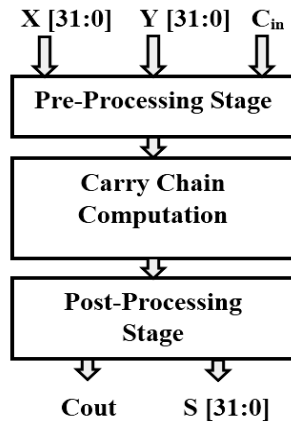 X [31:0] Y [31:0] Cin
Pre-Processing Stage
Carry Chain
Computation
Post-Processing
Stage
Cout S [31:0]